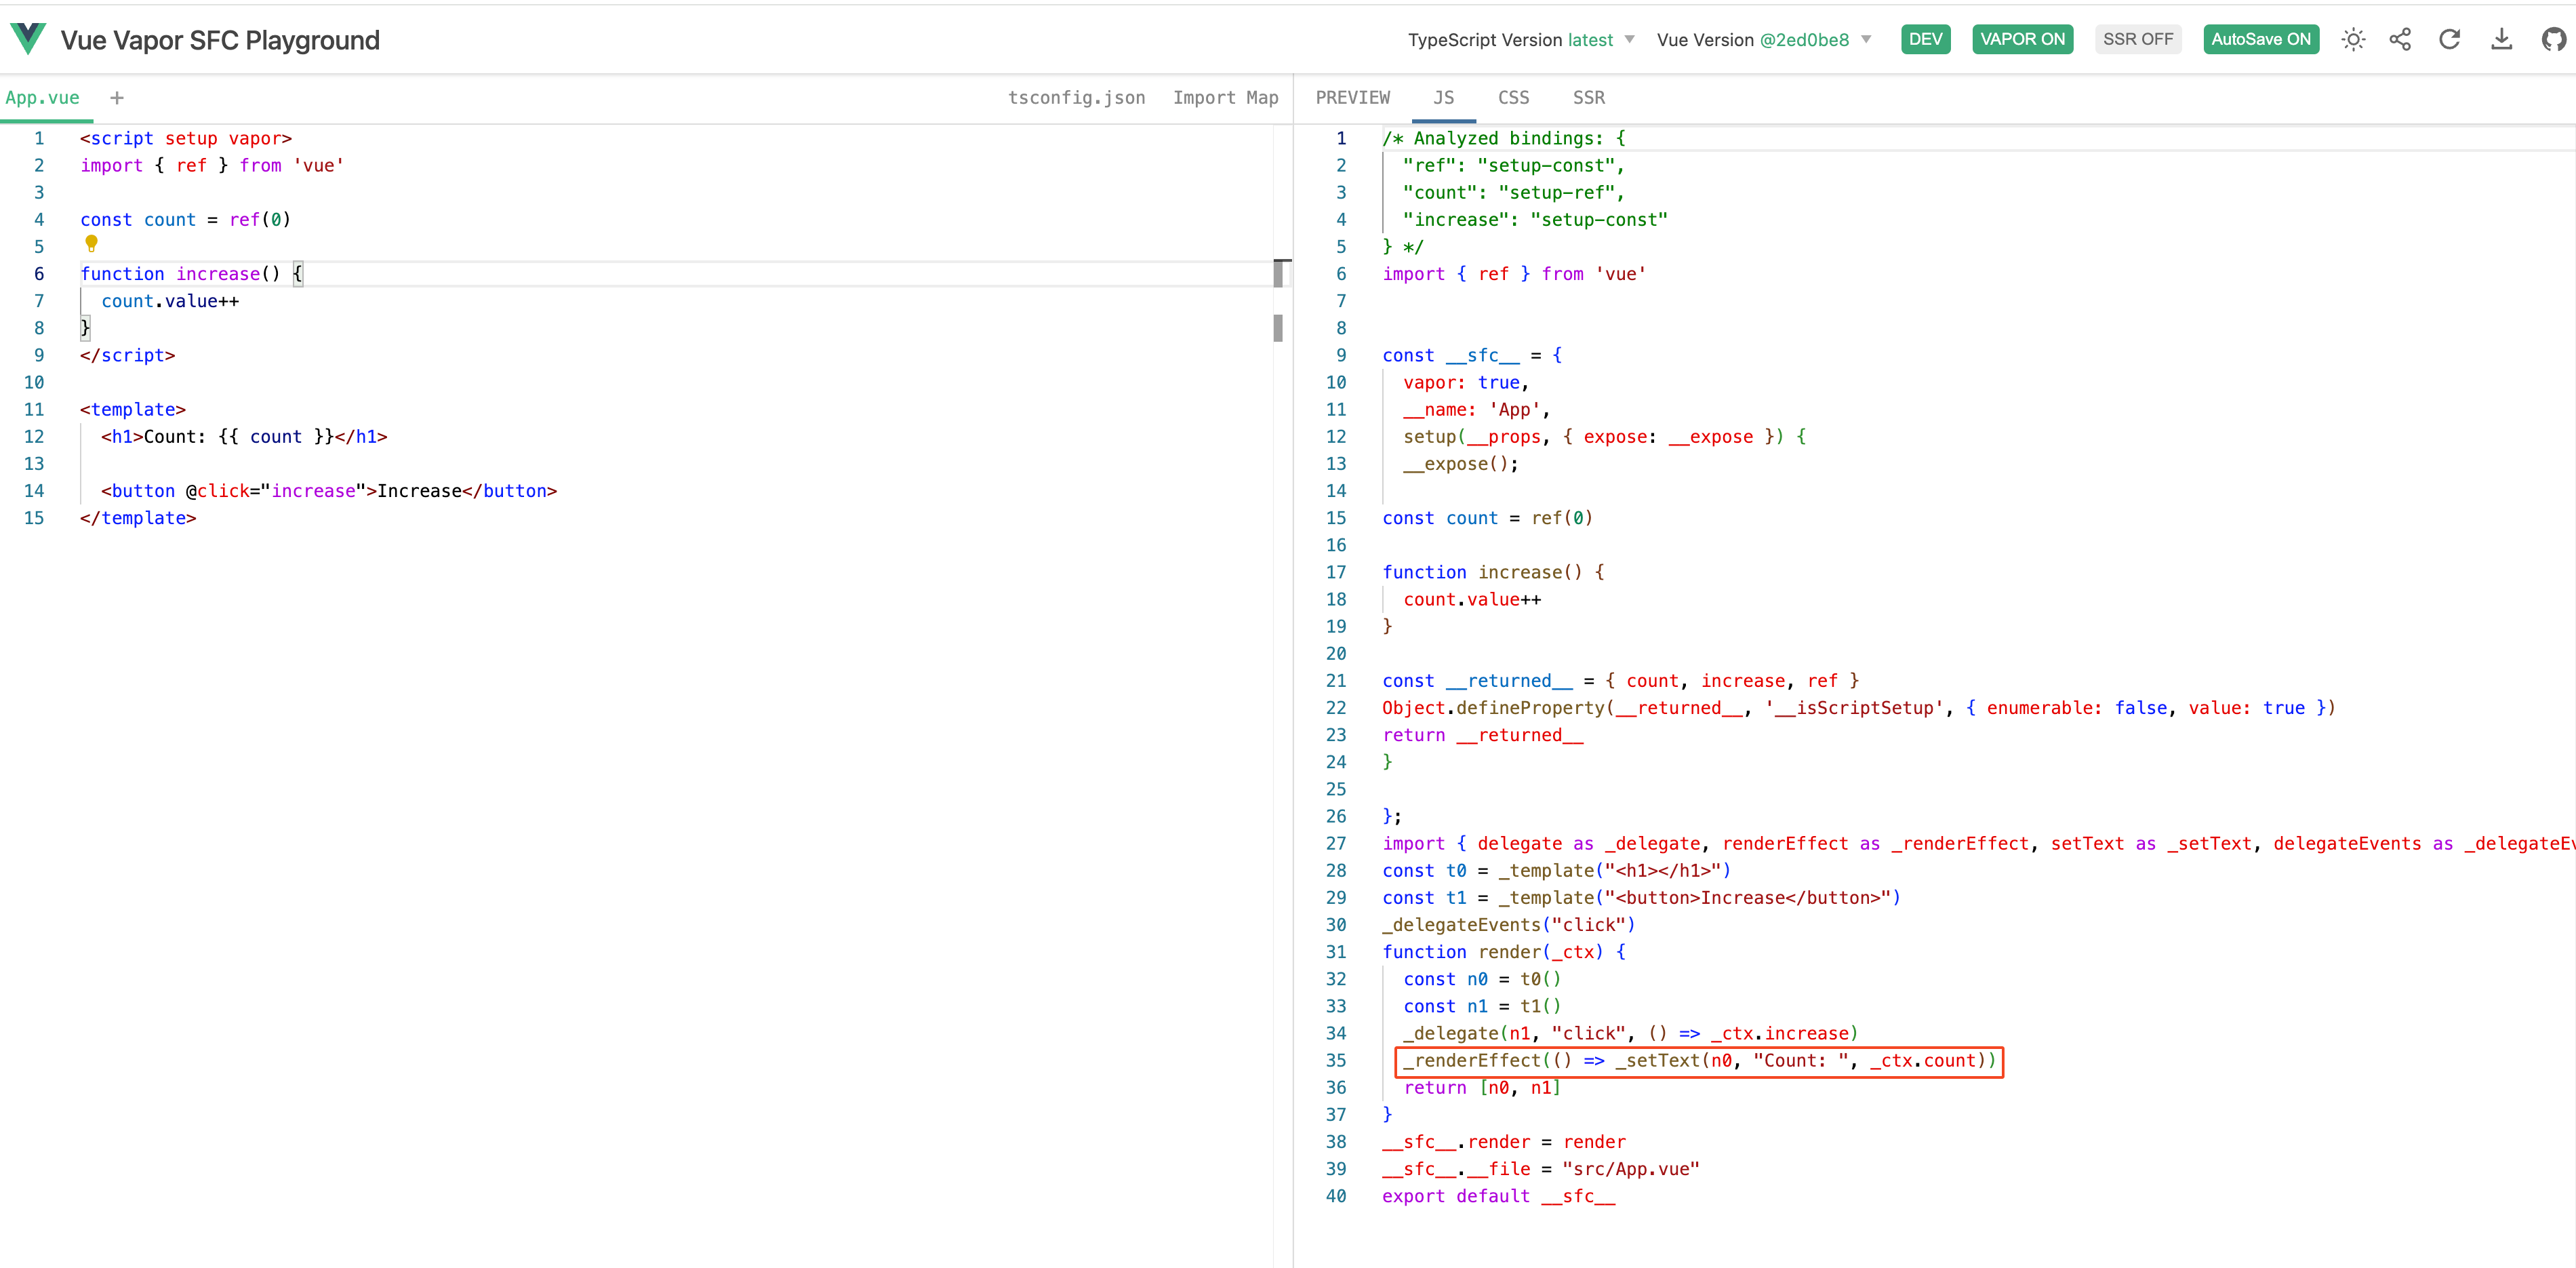 Vue Vapor SFC Playground
TypeScript Version latest
Vue Version @2ed0be8
DEV
VAPOR ON
SSR OFF
AutoSave ON
App.vue
+
tsconfig.json
Import Map
1 <script setup vapor>
2 import { ref } from 'vue'
3
4 const count = ref(0)
5
6 function increase() {
7 count.value++
8 }
9 </script>
10
11 <template>
12 <h1>Count: {{ count }}</h1>
13
14 <button @click="increase">Increase</button>
15 </template>
PREVIEW
JS
CSS
SSR
1 /* Analyzed bindings: {
2 "ref": "setup-const",
3 "count": "setup-ref",
4 "increase": "setup-const"
5 } */
6 import { ref } from 'vue'
7
8
9 const __sfc__ = {
10 vapor: true,
11 __name: 'App',
12 setup(__props, { expose: __expose }) {
13 __expose();
14
15 const count = ref(0)
16
17 function increase() {
18 count.value++
19 }
20
21 const __returned__ = { count, increase, ref }
22 Object.defineProperty(__returned__, '__isScriptSetup', { enumerable: false, value: true })
23 return __returned__
24 }
25
26 };
27 import { delegate as _delegate, renderEffect as _renderEffect, setText as _setText, delegateEvents as _delegateEv
28 const t0 = _template("<h1></h1>")
29 const t1 = _template("<button>Increase</button>")
30 _delegateEvents("click")
31 function render(_ctx) {
32 const n0 = t0()
33 const n1 = t1()
34 _delegate(n1, "click", () => _ctx.increase)
35 _renderEffect(() => _setText(n0, "Count: ", _ctx.count))
36 return [n0, n1]
37 }
38 __sfc__.render = render
39 __sfc__.__file = "src/App.vue"
40 export default __sfc__